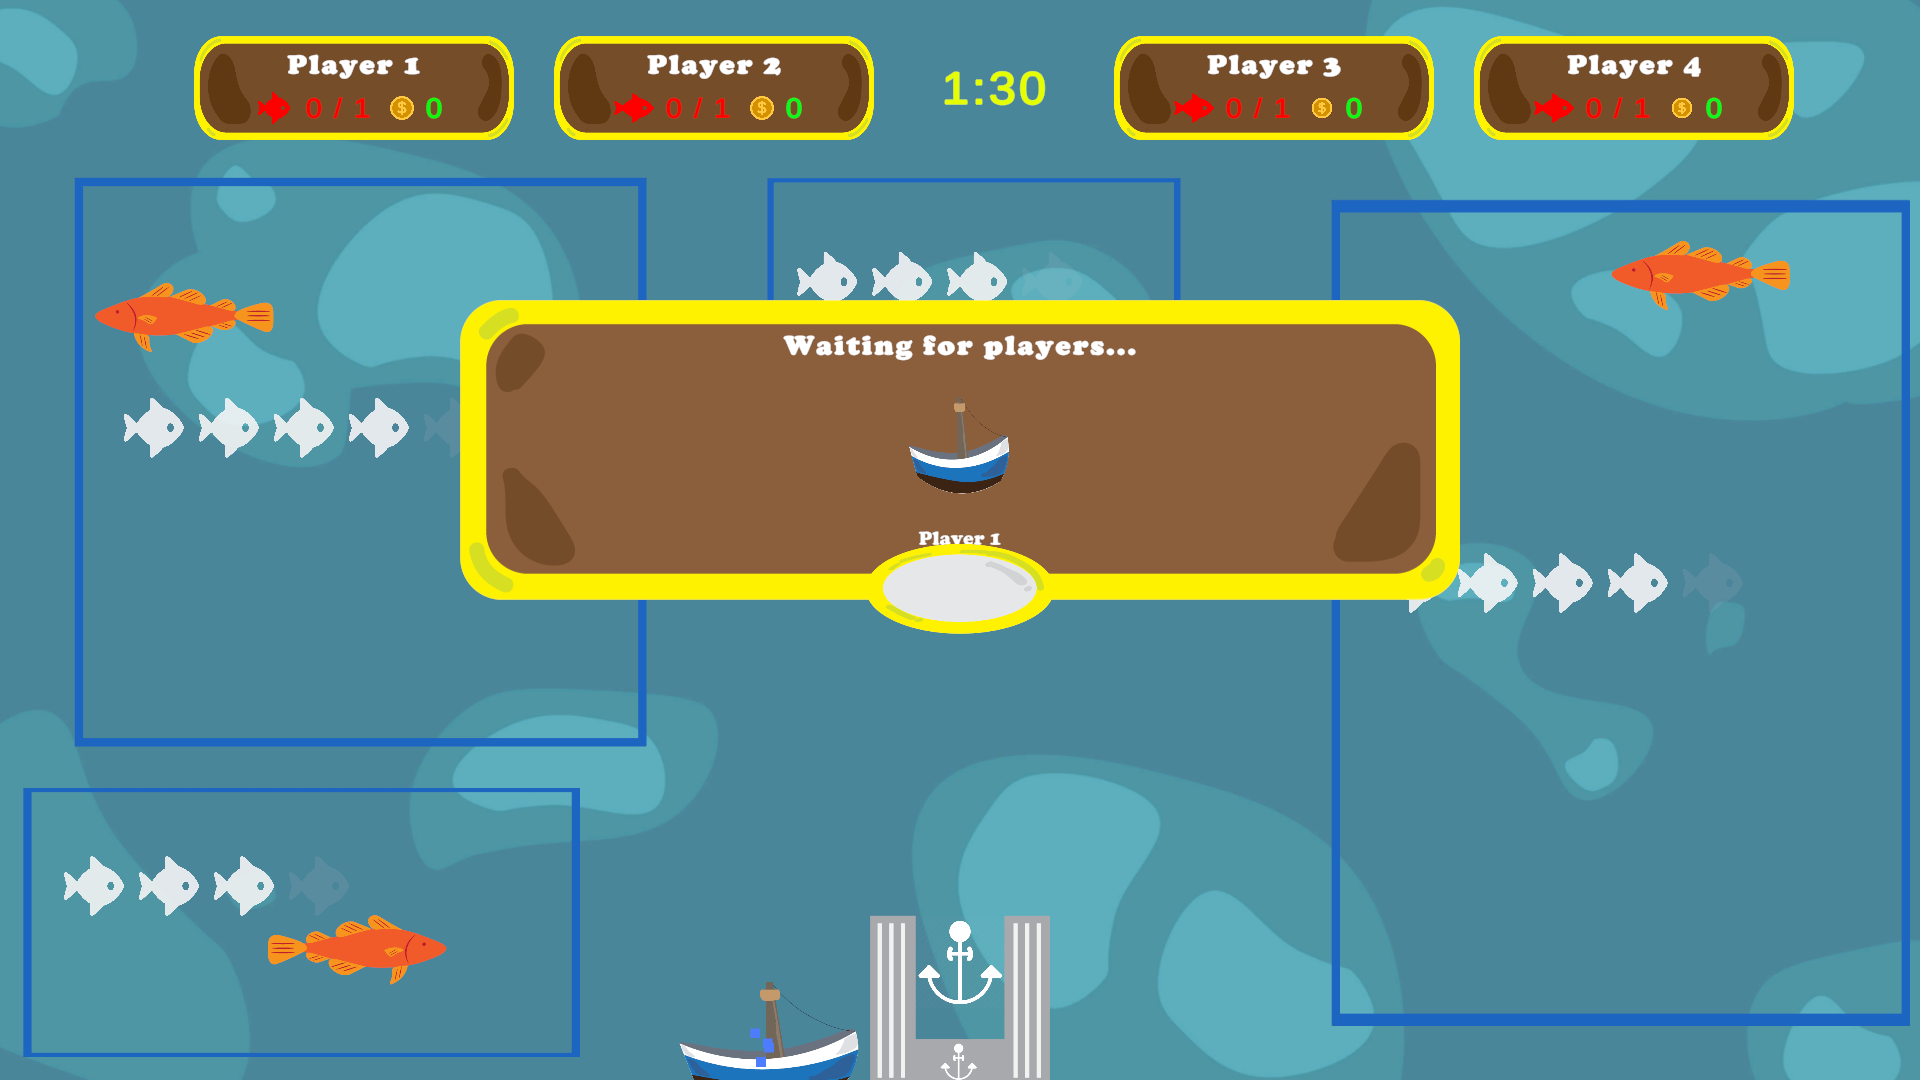 Player 1
0 / 1 $ 0
Player 2
0 / 1 $ 0
1:30
Player 3
0 / 1 $ 0
Player 4
0 / 1 $ 0
Waiting for players...
Player 1